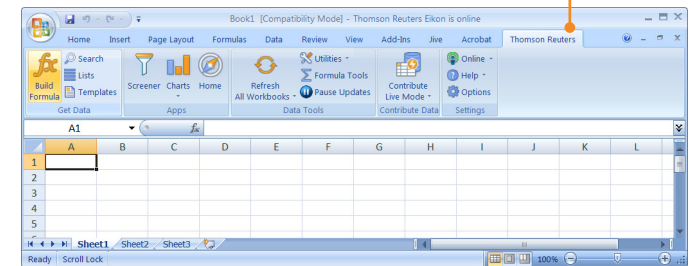 Book1 [Compatibility Mode] - Thomson Reuters Eikon is online
Home Insert Page Layout Formulas Data Review View Add-Ins Jive Acrobat Thomson Reuters
Build Formula
Search
Lists
Templates
Get Data
Screener Charts Home
Apps
Refresh All Workbooks
Utilities
Formula Tools
Pause Updates
Data Tools
Contribute Live Mode
Contribute Data
Online
Help
Options
Settings
A1 fx
A B C D E F G H I J K L
1
2
3
4
5
Sheet1 Sheet2 Sheet3
Ready Scroll Lock 100%